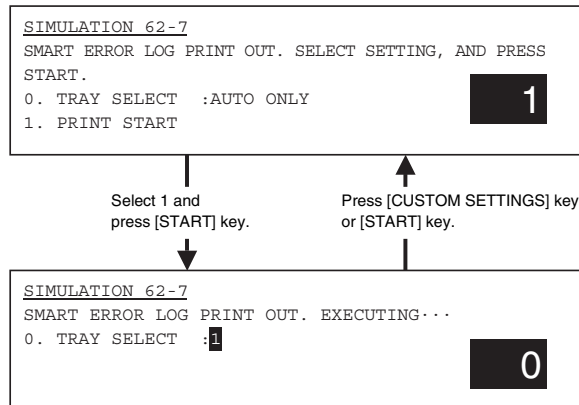 SIMULATION 62-7
SMART ERROR LOG PRINT OUT. SELECT SETTING, AND PRESS
START.
0. TRAY SELECT :AUTO ONLY
1. PRINT START
1
Select 1 and
press [START] key.
Press [CUSTOM SETTINGS] key
or [START] key.
SIMULATION 62-7
SMART ERROR LOG PRINT OUT. EXECUTING···
0. TRAY SELECT :1
0